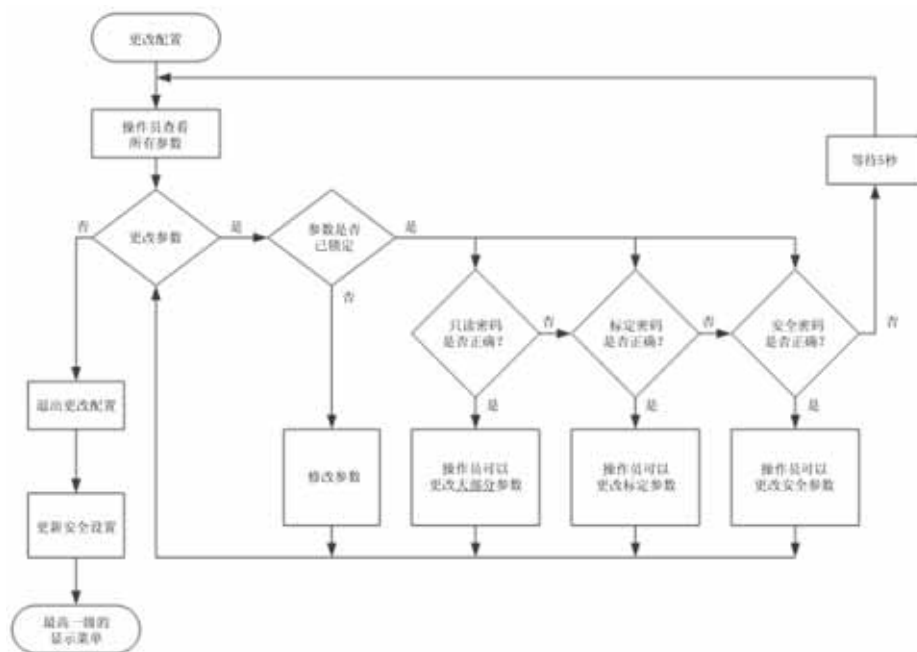 更改配置
操作员查看
所有参数
等待5秒
否
更改参数
是
参数是否
已锁定
是
否
只读密码
是否正确？
否
标定密码
是否正确？
否
安全密码
是否正确？
否
是
是
是
退出更改配置
修改参数
操作员可以
更改大部分参数
操作员可以
更改标定参数
操作员可以
更改安全参数
更新安全设置
最高一级的
显示菜单